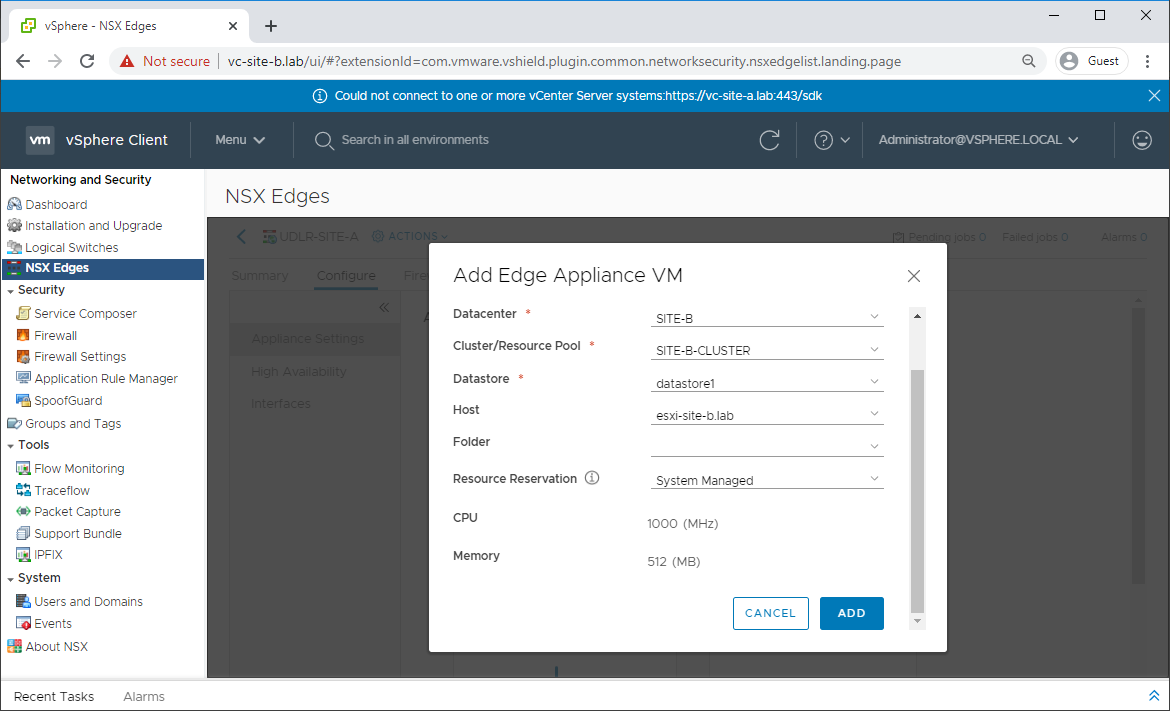 vSphere - NSX Edges
Not secure | vc-site-b.lab/ui/#?extensionId=com.vmware.vshield.plugin.common.networksecurity.nsxedgelist.landing.page
Guest
Could not connect to one or more vCenter Server systems:https://vc-site-a.lab:443/sdk
vm vSphere Client Menu Search in all environments Administrator@VSPHERE.LOCAL
Networking and Security
Dashboard
Installation and Upgrade
Logical Switches
NSX Edges
Security
Service Composer
Firewall
Firewall Settings
Application Rule Manager
SpoofGuard
Groups and Tags
Tools
Flow Monitoring
Traceflow
Packet Capture
Support Bundle
IPFIX
System
Users and Domains
Events
About NSX
NSX Edges
UDLR-SITE-A ACTIONS Pending jobs 0 Failed jobs 0 Alarms 0
Summary Configure
Appliance Settings
High Availability
Interfaces
Add Edge Appliance VM
Datacenter * SITE-B
Cluster/Resource Pool * SITE-B-CLUSTER
Datastore * datastore1
Host esxi-site-b.lab
Folder
Resource Reservation System Managed
CPU 1000 (MHz)
Memory 512 (MB)
CANCEL ADD
Recent Tasks Alarms